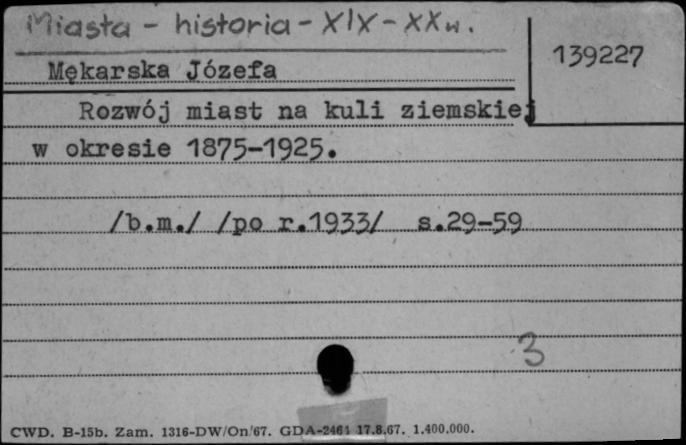 Miasta - historia - XIX - XX w.
139227
Mękarska Józefa
Rozwój miast na kuli ziemskiej
w okresie 1875-1925.
/b.m./ /po r.1933/ s.29-59
3
CWD. B-15b. Zam. 1316-DW/On/67. GDA-2461 17.8.67. 1.400.000.